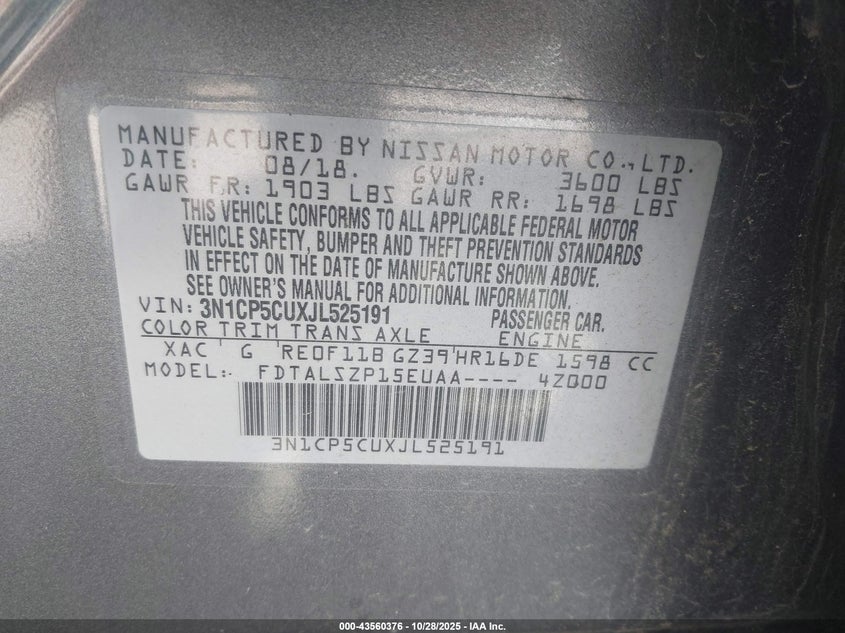 MANUFACTURED BY NISSAN MOTOR CO., LTD.
DATE: 08/18. GVWR: 3600 LBS
GAWR FR: 1903 LBS GAWR RR: 1698 LBS
THIS VEHICLE CONFORMS TO ALL APPLICABLE FEDERAL MOTOR
VEHICLE SAFETY, BUMPER AND THEFT PREVENTION STANDARDS
IN EFFECT ON THE DATE OF MANUFACTURE SHOWN ABOVE.
SEE OWNER'S MANUAL FOR ADDITIONAL INFORMATION.
VIN: 3N1CP5CUXJL525191 PASSENGER CAR.
COLOR TRIM TRANS AXLE ENGINE
XAC G RE0F11B GZ39 HR16DE 1598 CC
MODEL: FDTALSZP15EUAA---- 4Z000
3N1CP5CUXJL525191
000-43560376 | 10/28/2025 - IAA Inc.